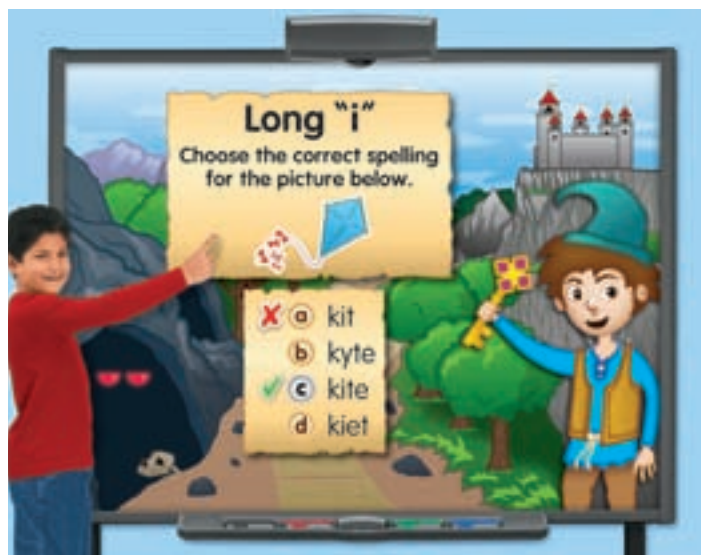 Long "i"
Choose the correct spelling
for the picture below.
a kit
b kyte
c kite
d kiet